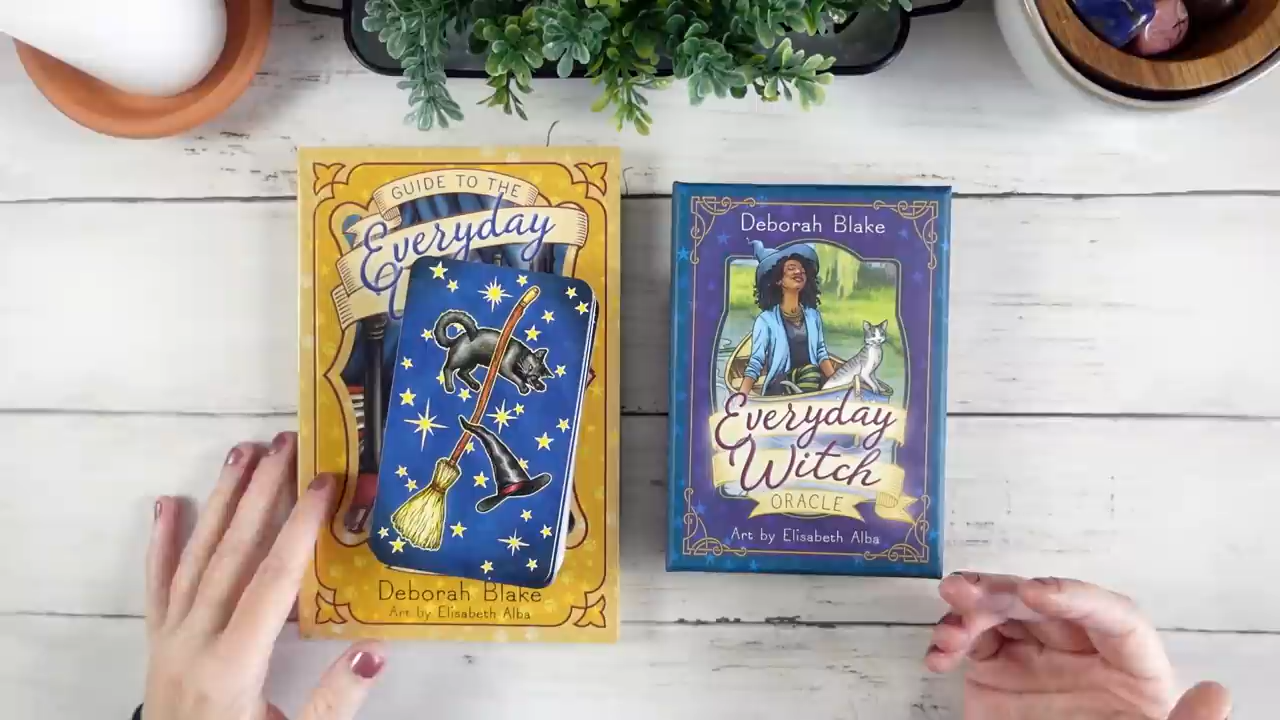 GUIDE TO THE
Everyday
Deborah Blake
Art by Elisabeth Alba
Deborah Blake
Everyday
Witch
ORACLE
Art by Elisabeth Alba